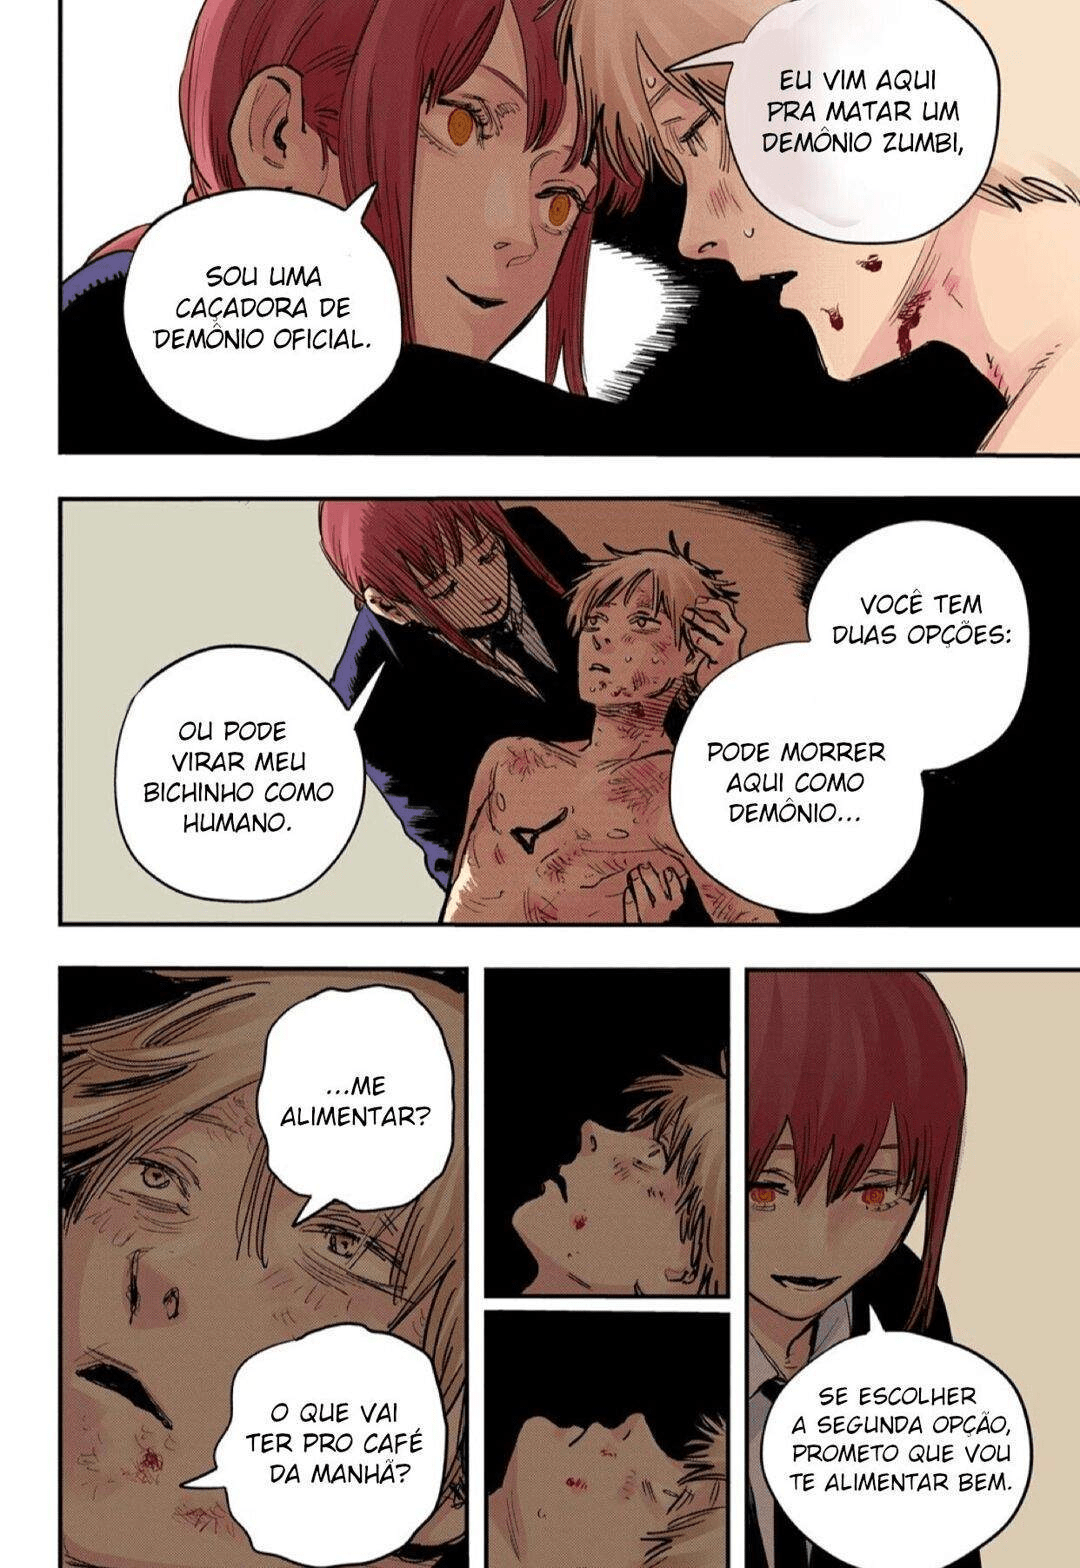 EU VIM AQUI
PRA MATAR UM
DEMÔNIO ZUMBI,
SOU UMA
CAÇADORA DE
DEMÔNIO OFICIAL.
VOCÊ TEM
DUAS OPÇÕES:
PODE MORRER
AQUI COMO
DEMÔNIO...
OU PODE
VIRAR MEU
BICHINHO COMO
HUMANO.
SE ESCOLHER
A SEGUNDA OPÇÃO,
PROMETO QUE VOU
TE ALIMENTAR BEM.
...ME
ALIMENTAR?
O QUE VAI
TER PRO CAFÉ
DA MANHÃ?